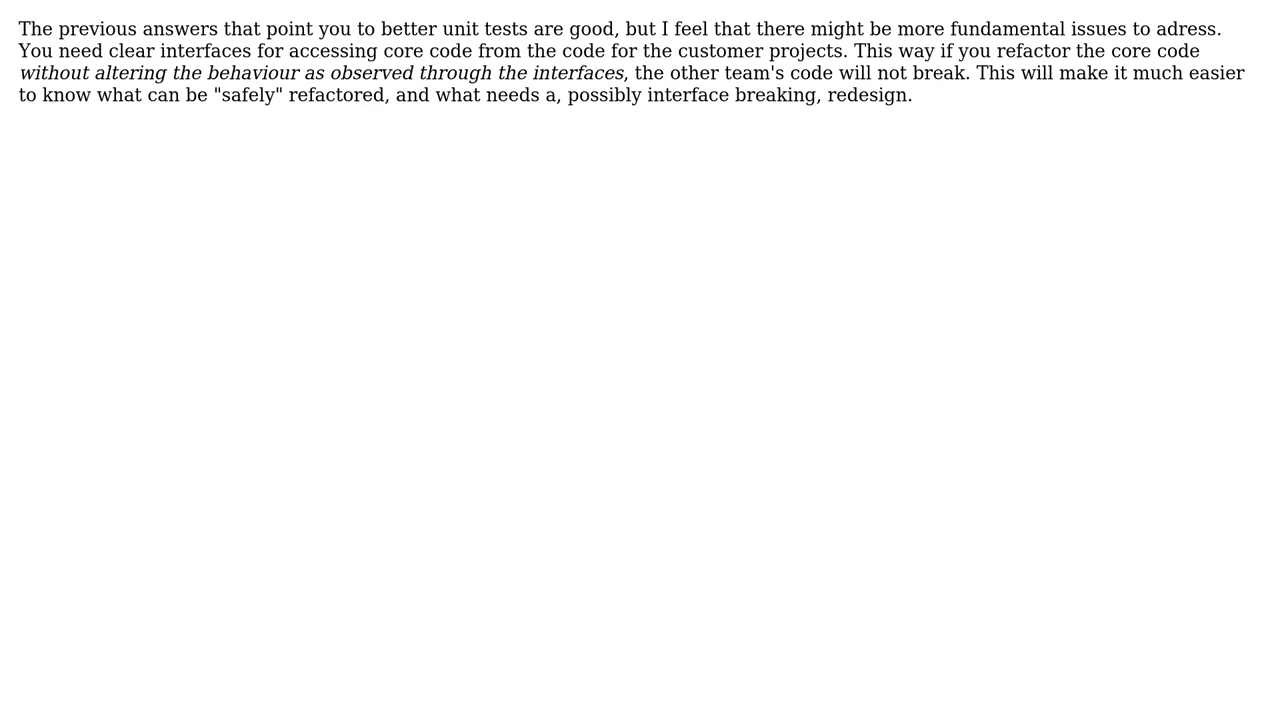 The previous answers that point you to better unit tests are good, but I feel that there might be more fundamental issues to adress.
You need clear interfaces for accessing core code from the code for the customer projects. This way if you refactor the core code
without altering the behaviour as observed through the interfaces, the other team's code will not break. This will make it much easier
to know what can be "safely" refactored, and what needs a, possibly interface breaking, redesign.